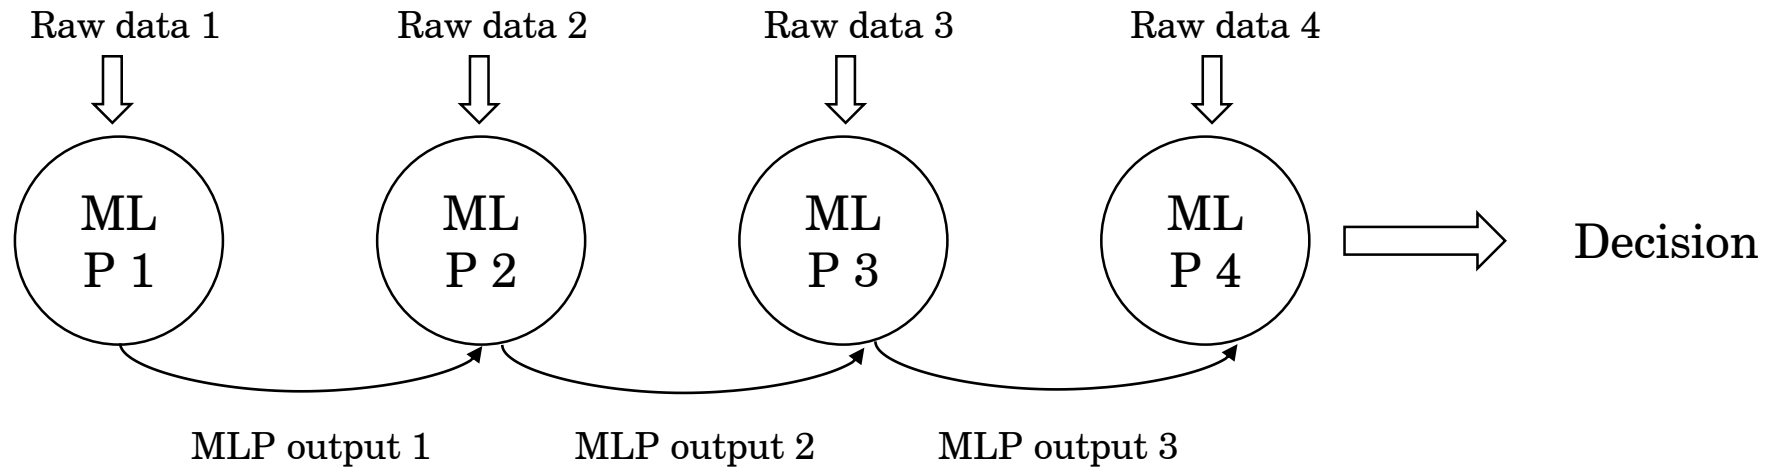 Raw data 1
Raw data 2
Raw data 3
Raw data 4
ML
P 1
ML
P 2
ML
P 3
ML
P 4
Decision
MLP output 1
MLP output 2
MLP output 3